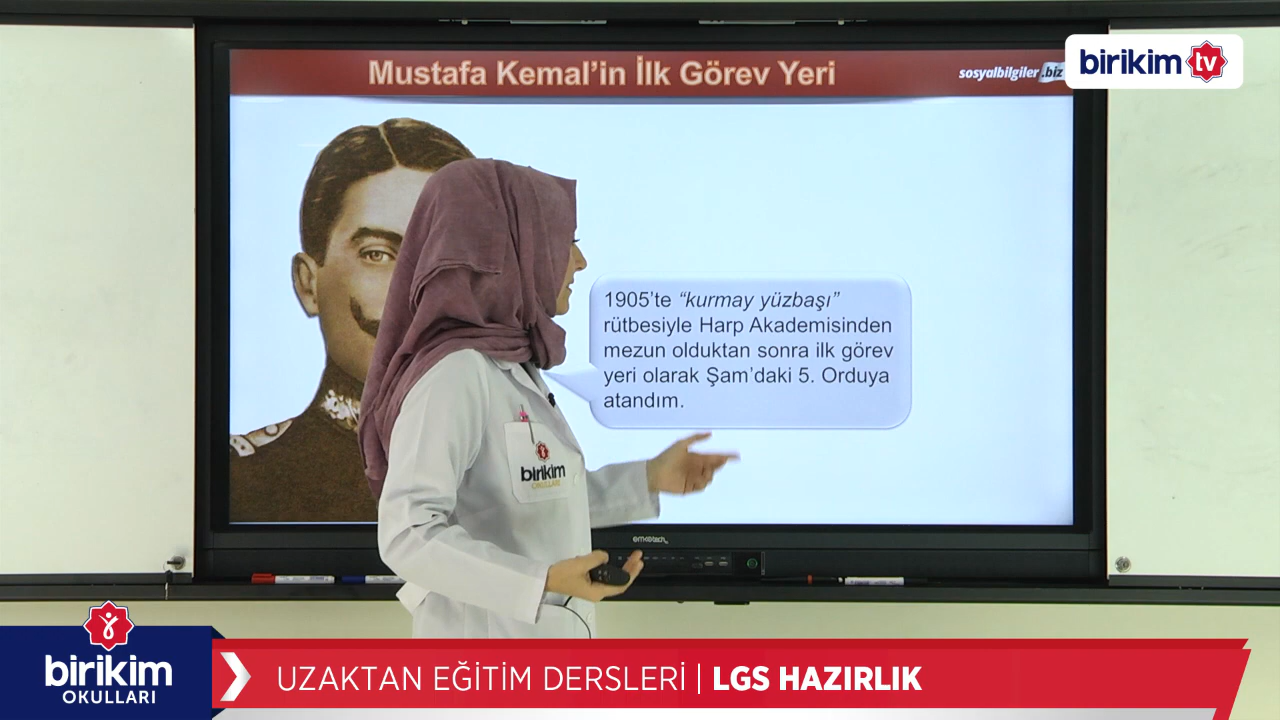 Mustafa Kemal’in İlk Görev Yeri
sosyalbilgiler.biz
birikim tv
1905’te “kurmay yüzbaşı”
rütbesiyle Harp Akademisinden
mezun olduktan sonra ilk görev
yeri olarak Şam’daki 5. Orduya
atandım.
birikim
OKULLARI
birikim
OKULLARI
UZAKTAN EĞİTİM DERSLERİ | LGS HAZIRLIK